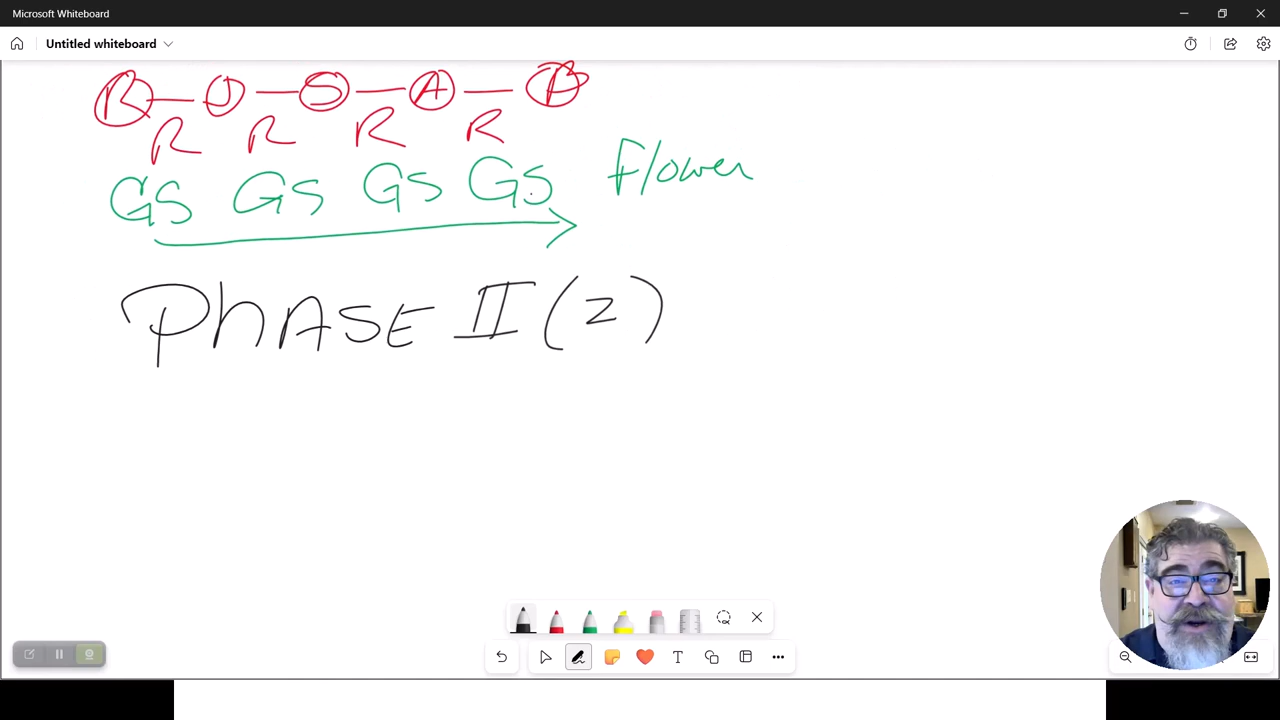 Microsoft Whiteboard
Untitled whiteboard
R — J — S — A — B
R R R R
GS GS GS GS Flower
PhASE II (2)
T